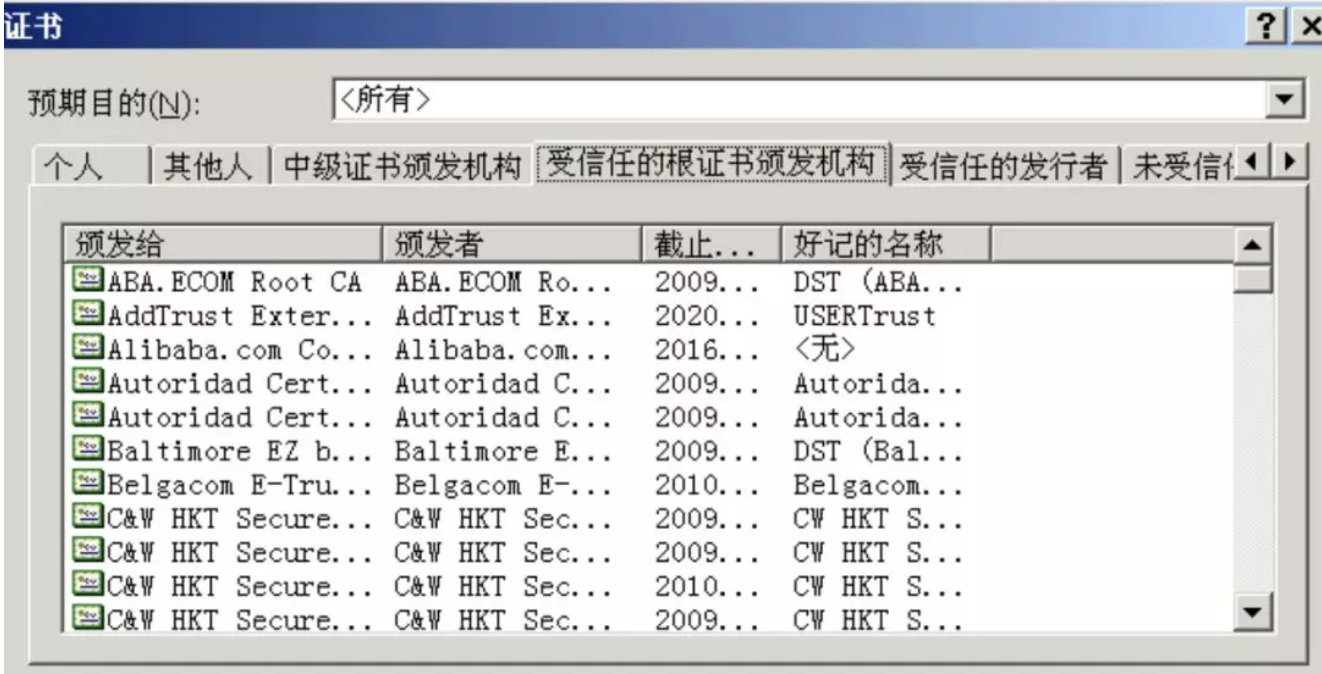 证书
预期目的(N): <所有>
个人 其他人 中级证书颁发机构 受信任的根证书颁发机构 受信任的发行者 未受信
颁发给 颁发者 截止... 好记的名称
ABA.ECOM Root CA ABA.ECOM Ro... 2009... DST (ABA...
AddTrust Exter... AddTrust Ex... 2020... USERTrust
Alibaba.com Co... Alibaba.com... 2016... <无>
Autoridad Cert... Autoridad C... 2009... Autorida...
Autoridad Cert... Autoridad C... 2009... Autorida...
Baltimore EZ b... Baltimore E... 2009... DST (Bal...
Belgacom E-Tru... Belgacom E-... 2010... Belgacom...
C&W HKT Secure... C&W HKT Sec... 2009... CW HKT S...
C&W HKT Secure... C&W HKT Sec... 2009... CW HKT S...
C&W HKT Secure... C&W HKT Sec... 2010... CW HKT S...
C&W HKT Secure... C&W HKT Sec... 2009... CW HKT S...